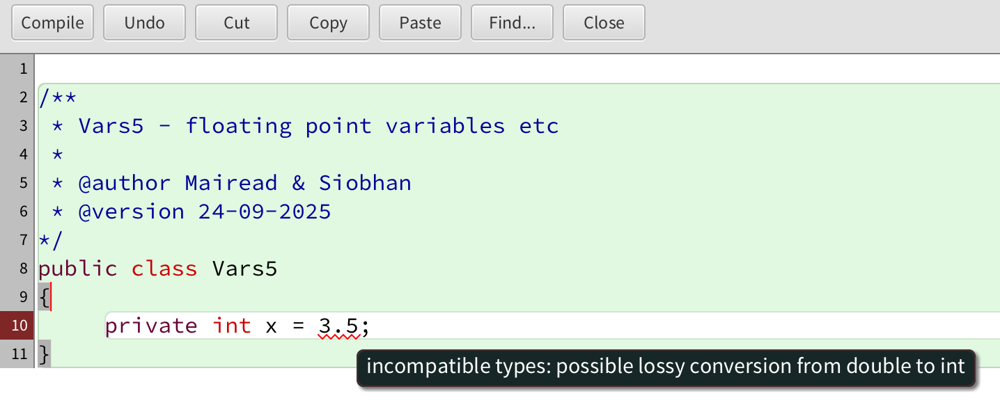 Compile Undo Cut Copy Paste Find... Close
1
2 /**
3  * Vars5 - floating point variables etc
4  *
5  * @author Mairead & Siobhan
6  * @version 24-09-2025
7 */
8 public class Vars5
9 {
10     private int x = 3.5;
11 }
incompatible types: possible lossy conversion from double to int